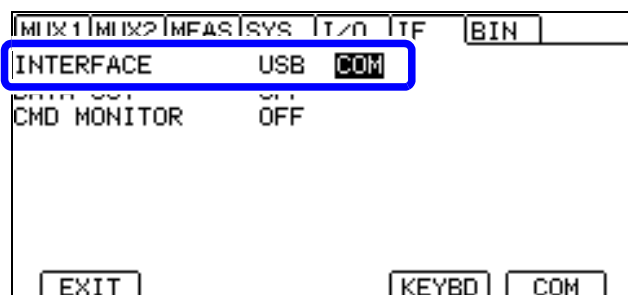 MUX1 MUX2 MEAS SYS I/O IF BIN
INTERFACE USB COM
CMD MONITOR OFF
EXIT KEYBD COM